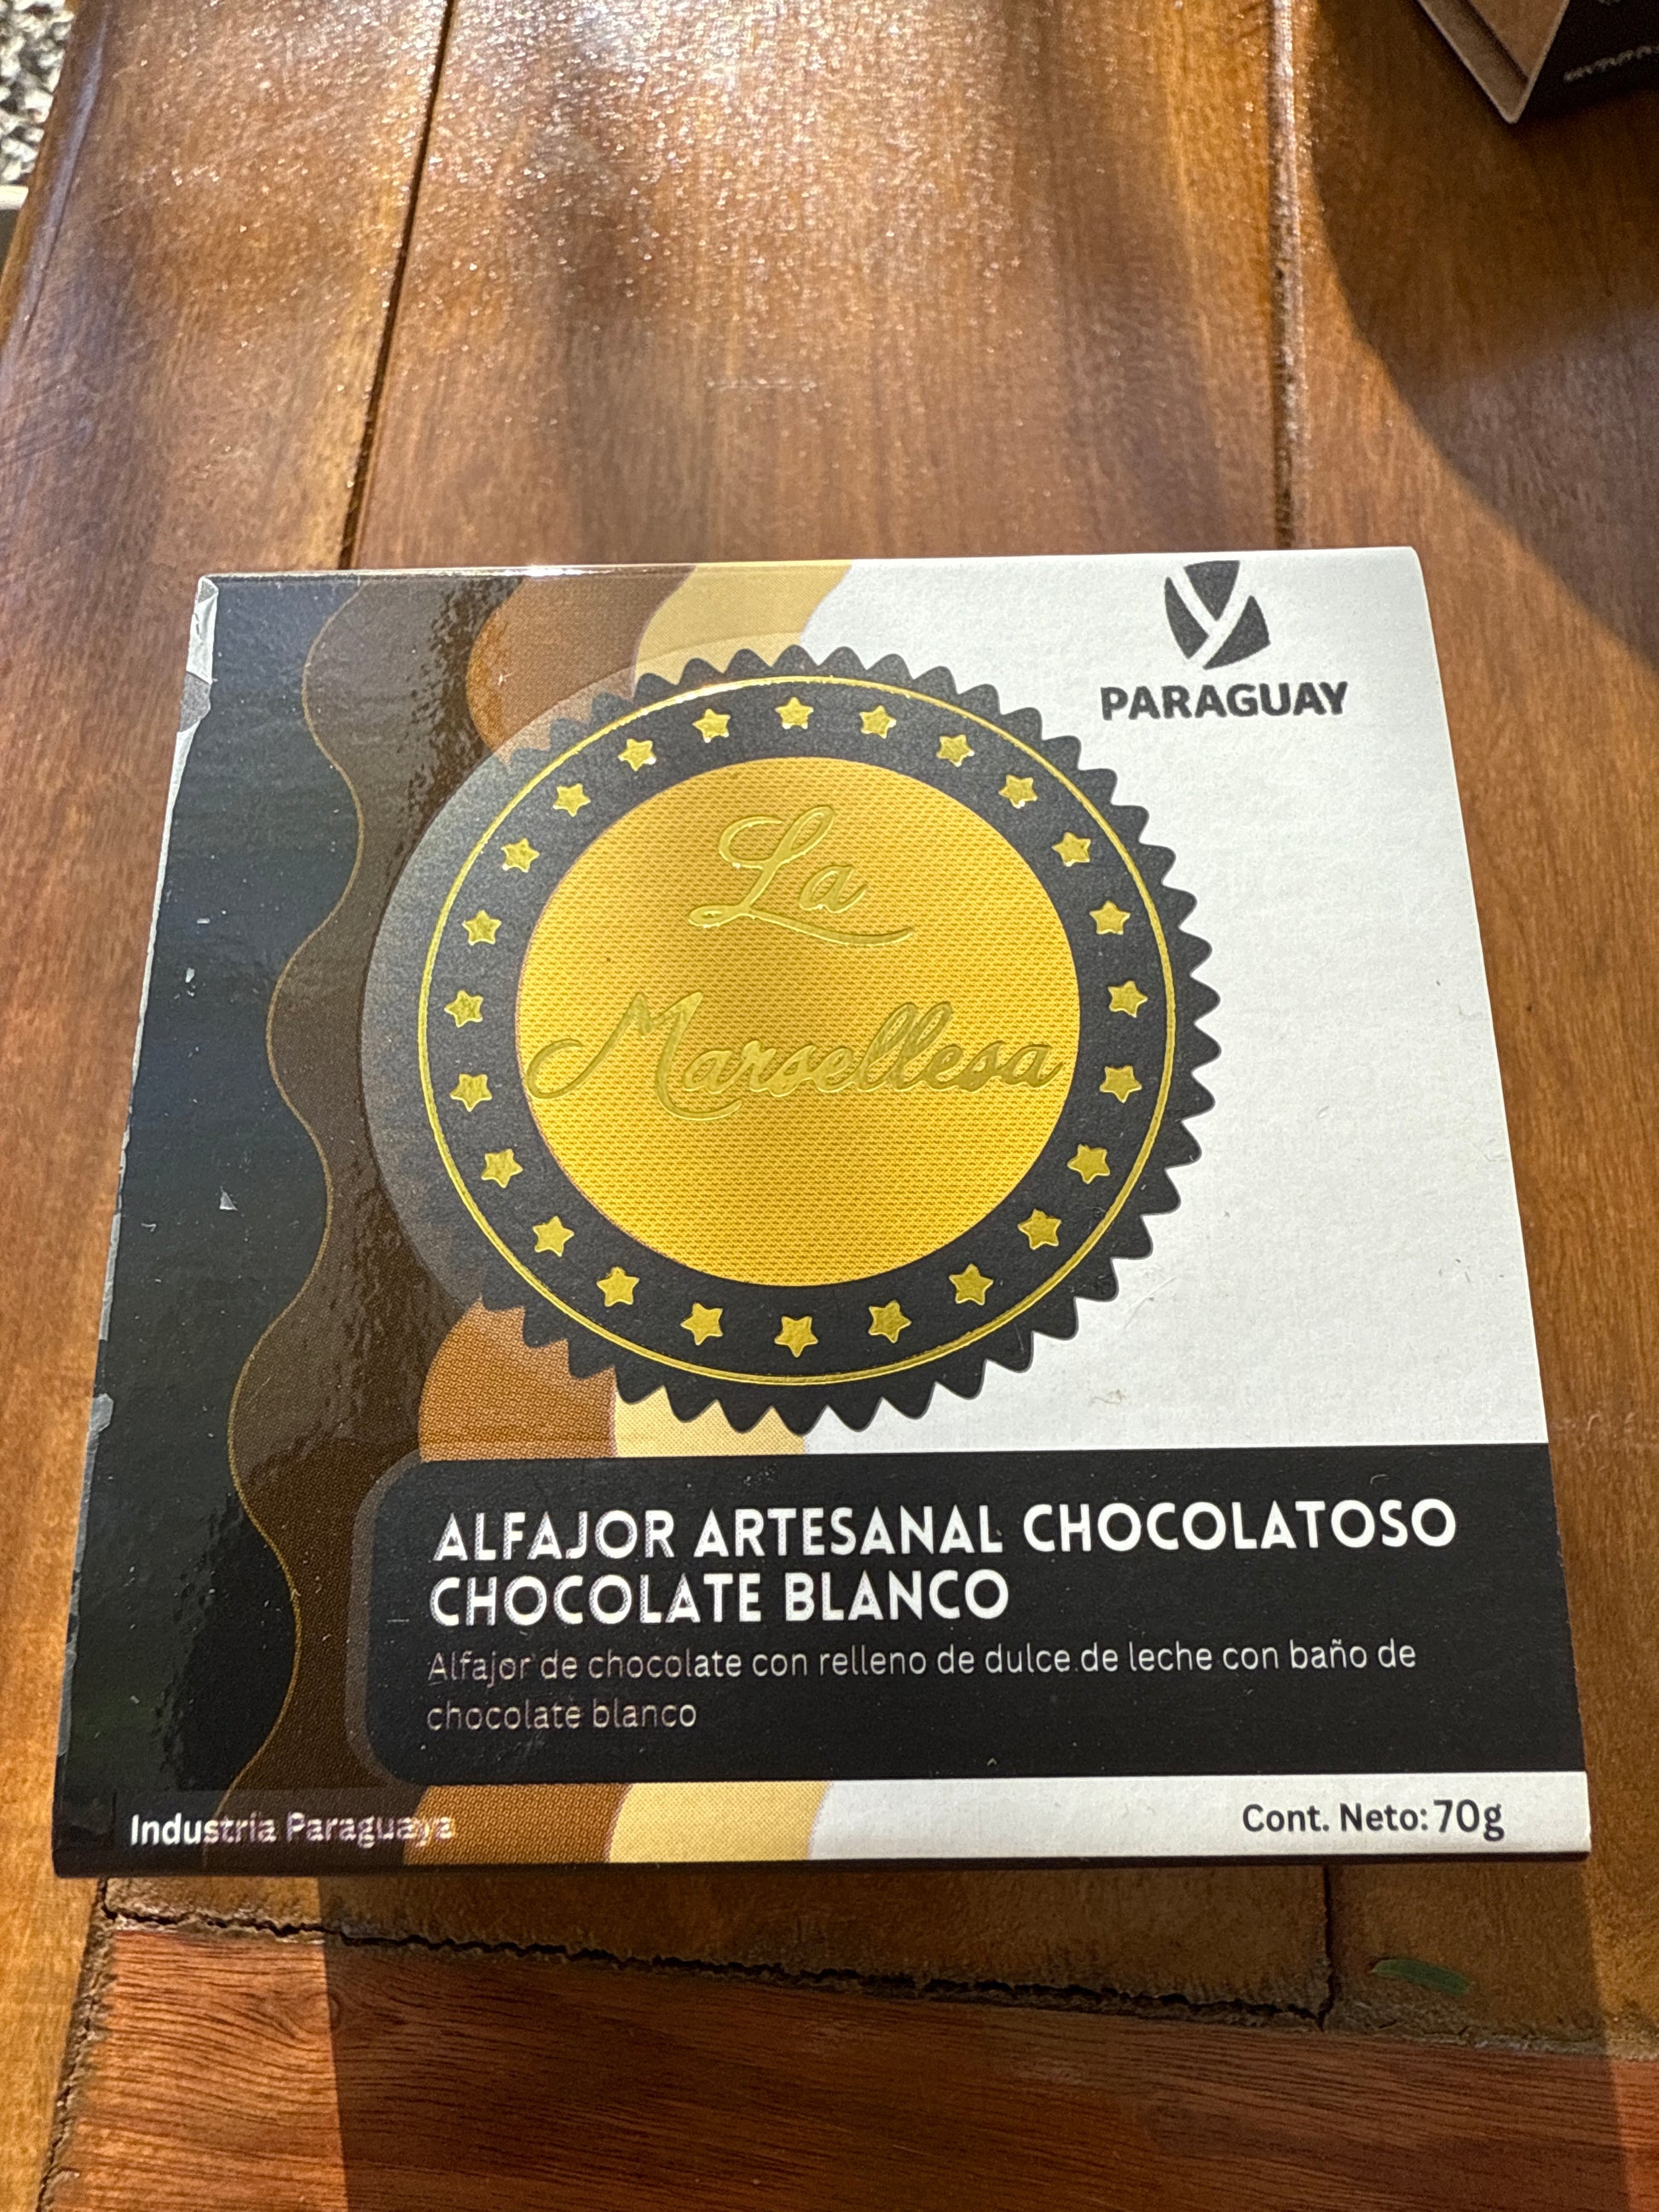 PARAGUAY
La
Marsellesa
ALFAJOR ARTESANAL CHOCOLATOSO
CHOCOLATE BLANCO
Alfajor de chocolate con relleno de dulce de leche con baño de
chocolate blanco
Industria Paraguaya
Cont. Neto: 70g